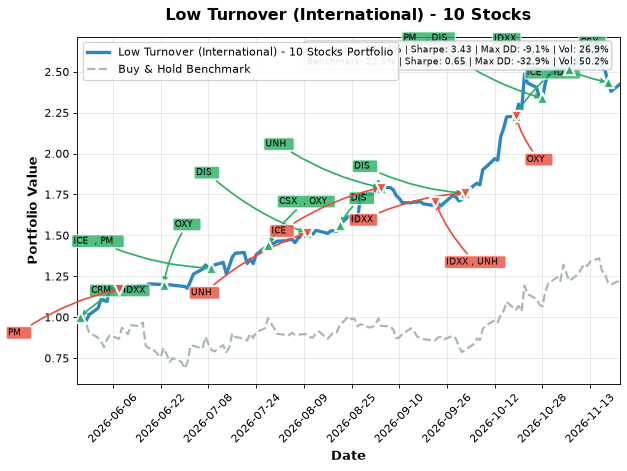 Low Turnover (International) - 10 Stocks
Low Turnover (International) - 10 Stocks Portfolio
Buy & Hold Benchmark
| Sharpe: 3.43 | Max DD: -9.1% | Vol: 26.9%
Benchmark: 22.5% | Sharpe: 0.65 | Max DD: -32.9% | Vol: 50.2%
PM , DIS
IDXX
CSX
ICE
OXY
UNH
DIS
DIS
CSX , OXY
DIS
IDXX
OXY
ICE
ICE , PM
IDXX , UNH
CRM
IDXX
UNH
PM
2.50
2.25
2.00
1.75
1.50
1.25
1.00
0.75
Portfolio Value
2026-06-06
2026-06-22
2026-07-08
2026-07-24
2026-08-09
2026-08-25
2026-09-10
2026-09-26
2026-10-12
2026-10-28
2026-11-13
Date